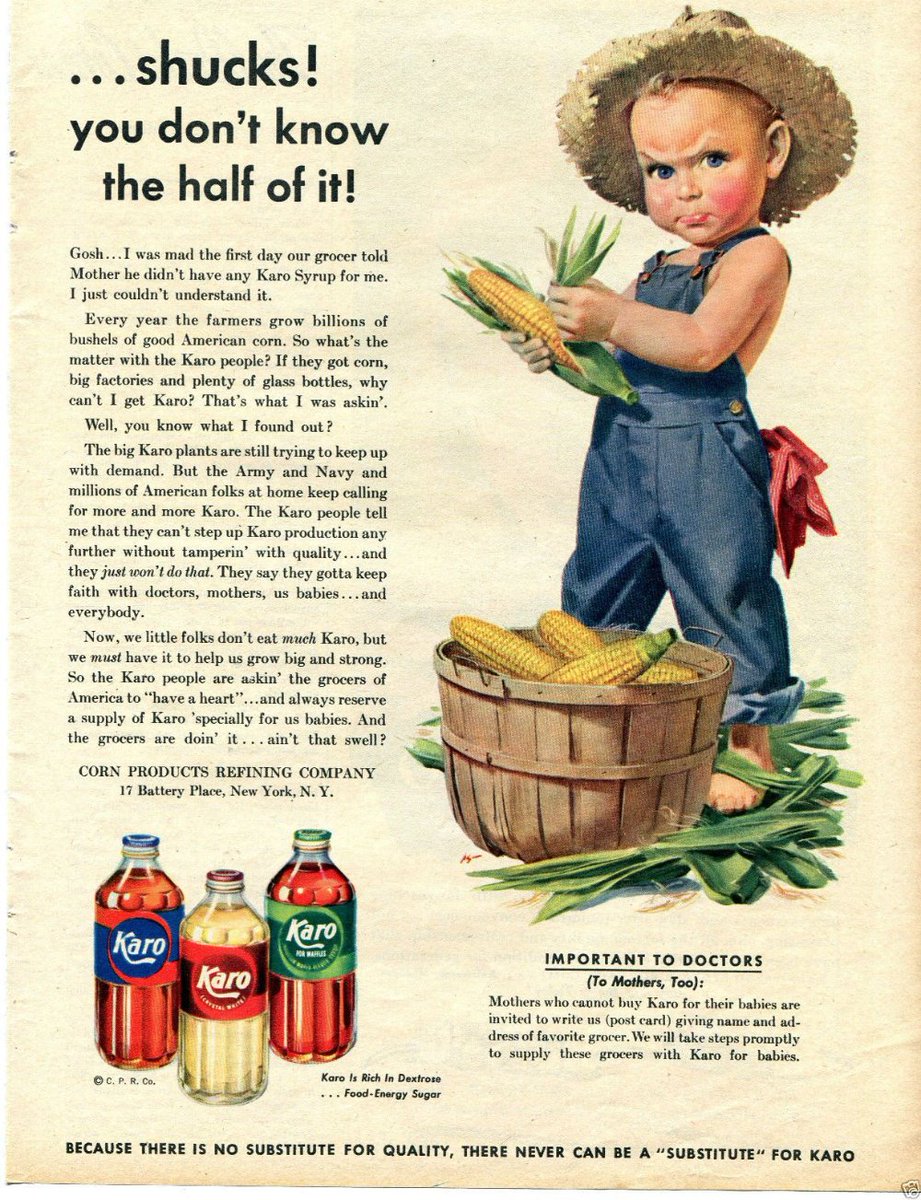 ...shucks!
you don't know
the half of it!
Gosh...I was mad the first day our grocer told
Mother he didn't have any Karo Syrup for me.
I just couldn't understand it.
Every year the farmers grow billions of
bushels of good American corn. So what's the
matter with the Karo people? If they got corn,
big factories and plenty of glass bottles, why
can't I get Karo? That's what I was askin'.
Well, you know what I found out?
The big Karo plants are still trying to keep up
with demand. But the Army and Navy and
millions of American folks at home keep calling
for more and more Karo. The Karo people tell
me that they can't step up Karo production any
further without tamperin' with quality...and
they just won't do that. They say they gotta keep
faith with doctors, mothers, us babies...and
everybody.
Now, we little folks don't eat much Karo, but
we must have it to help us grow big and strong.
So the Karo people are askin' the grocers of
America to "have a heart"...and always reserve
a supply of Karo 'specially for us babies. And
the grocers are doin' it...ain't that swell?
CORN PRODUCTS REFINING COMPANY
17 Battery Place, New York, N. Y.
Karo
Karo
CRYSTAL WHITE
Karo
FOR WAFFLES
© C. P. R. Co.
Karo Is Rich In Dextrose
... Food-Energy Sugar
IMPORTANT TO DOCTORS
(To Mothers, Too):
Mothers who cannot buy Karo for their babies are
invited to write us (post card) giving name and ad-
dress of favorite grocer. We will take steps promptly
to supply these grocers with Karo for babies.
BECAUSE THERE IS NO SUBSTITUTE FOR QUALITY, THERE NEVER CAN BE A "SUBSTITUTE" FOR KARO